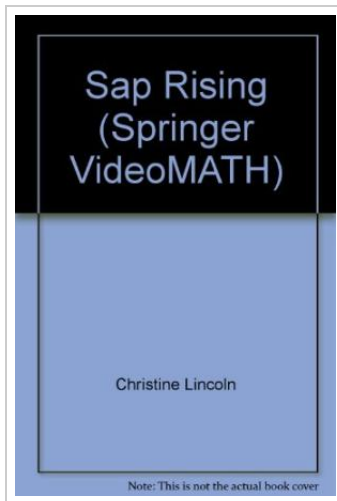 Sap Rising
(Springer
VideoMATH)
Christine Lincoln
Note: This is not the actual book cover